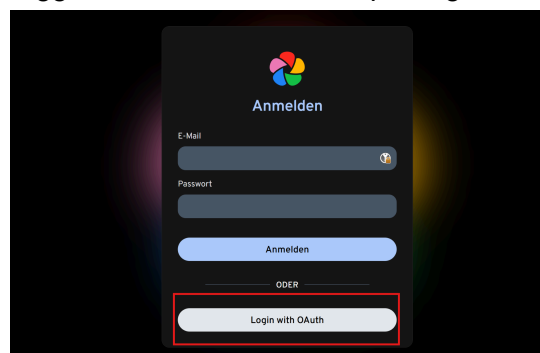 Anmelden
E-Mail
Passwort
Anmelden
ODER
Login with OAuth